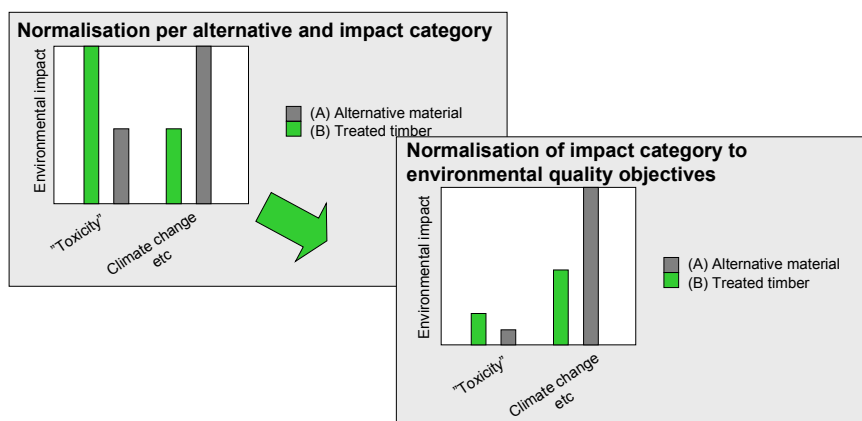 Normalisation per alternative and impact category
Environmental impact
(A) Alternative material
(B) Treated timber
"Toxicity"
Climate change
etc
Normalisation of impact category to
environmental quality objectives
Environmental impact
(A) Alternative material
(B) Treated timber
"Toxicity"
Climate change
etc